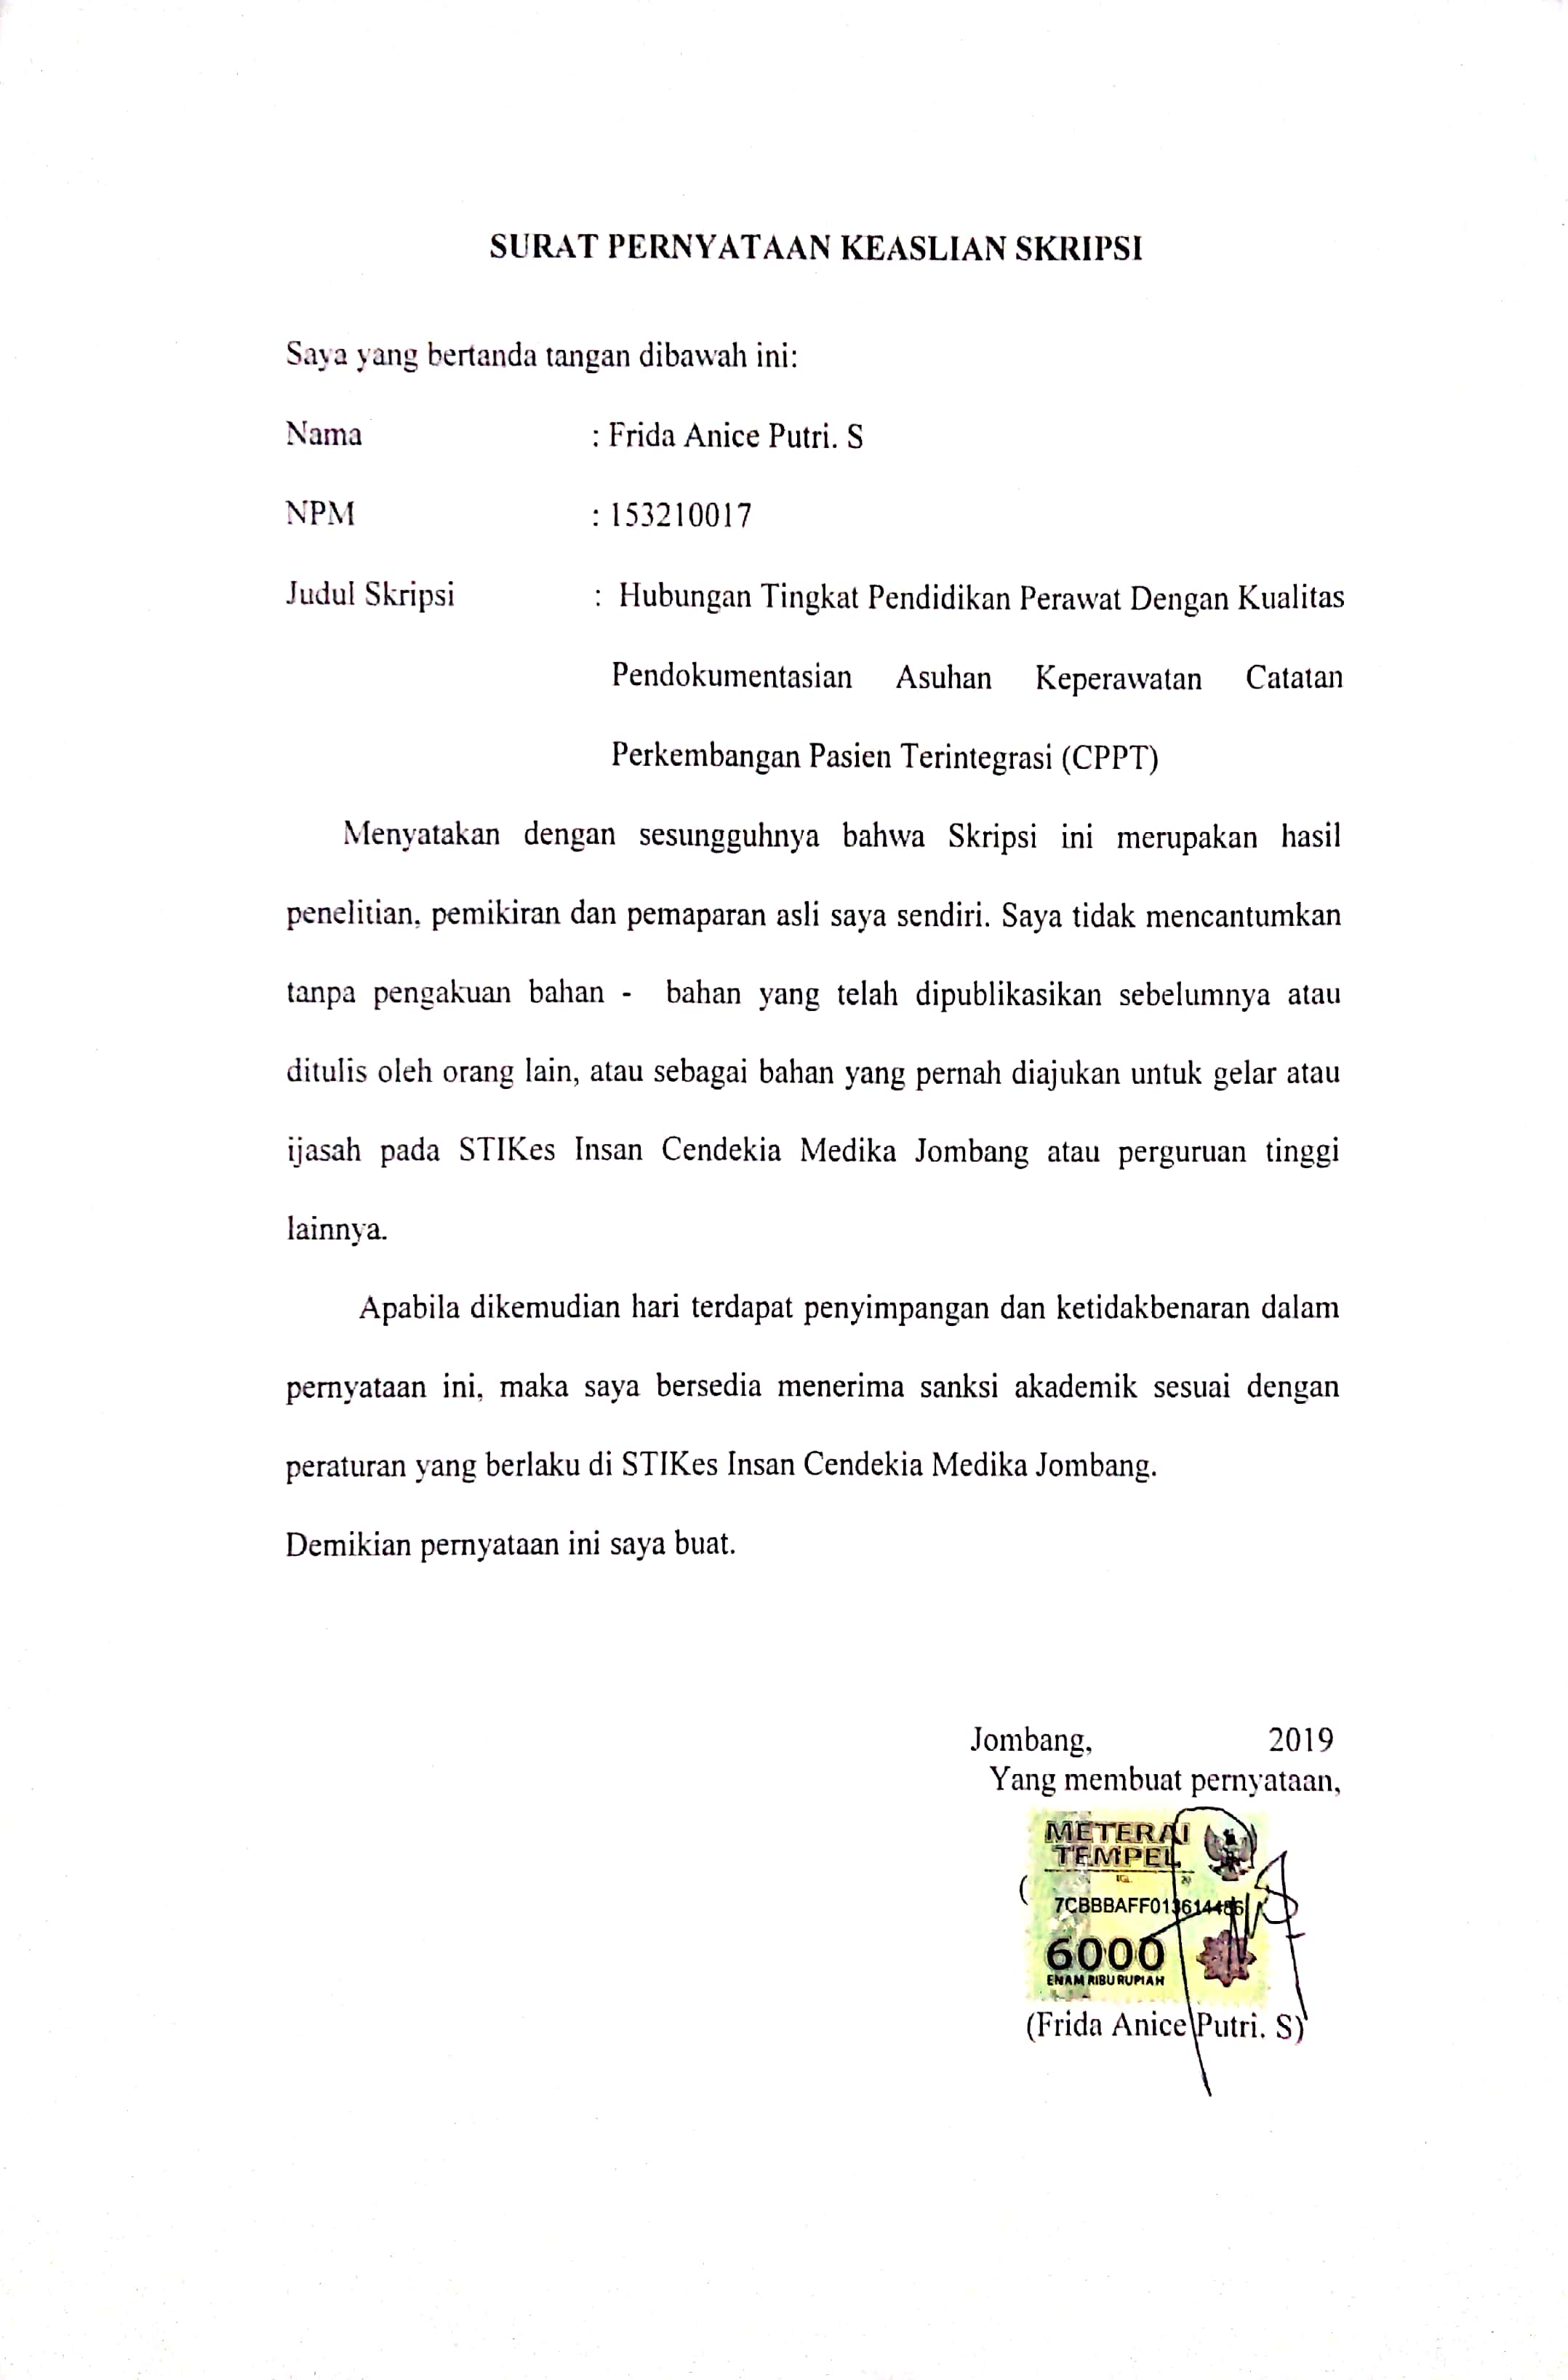 SURAT PERNYATAAN KEASLIAN SKRIPSI
Saya yang bertanda tangan dibawah ini:
Nama : Frida Anice Putri. S
NPM : 153210017
Judul Skripsi : Hubungan Tingkat Pendidikan Perawat Dengan Kualitas
Pendokumentasian Asuhan Keperawatan Catatan
Perkembangan Pasien Terintegrasi (CPPT)
Menyatakan dengan sesungguhnya bahwa Skripsi ini merupakan hasil
penelitian, pemikiran dan pemaparan asli saya sendiri. Saya tidak mencantumkan
tanpa pengakuan bahan - bahan yang telah dipublikasikan sebelumnya atau
ditulis oleh orang lain, atau sebagai bahan yang pernah diajukan untuk gelar atau
ijasah pada STIKes Insan Cendekia Medika Jombang atau perguruan tinggi
lainnya.
Apabila dikemudian hari terdapat penyimpangan dan ketidakbenaran dalam
pernyataan ini, maka saya bersedia menerima sanksi akademik sesuai dengan
peraturan yang berlaku di STIKes Insan Cendekia Medika Jombang.
Demikian pernyataan ini saya buat.
Jombang, 2019
Yang membuat pernyataan,
METERAI
TEMPEL
TGL. 20
(
6000
ENAM RIBU RUPIAH
(Frida Anice Putri. S)